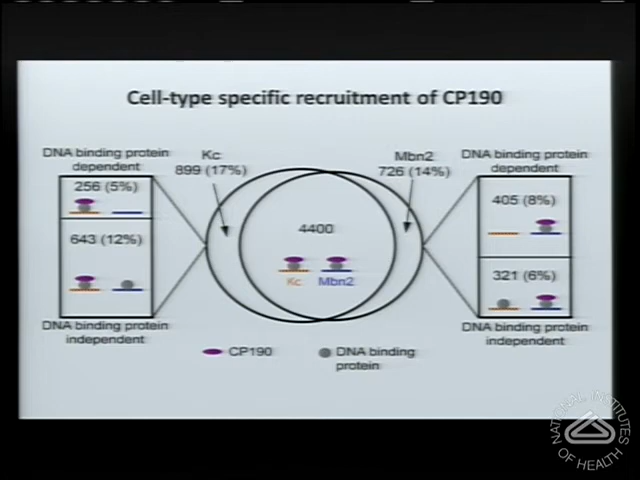 Cell-type specific recruitment of CP190
DNA binding protein
dependent
Kc
899 (17%)
Mbn2
726 (14%)
DNA binding protein
dependent
256 (5%)
643 (12%)
4400
Kc
Mbn2
405 (8%)
321 (6%)
DNA binding protein
independent
DNA binding protein
independent
CP190
DNA binding
protein
NATIONAL INSTITUTES
OF HEALTH